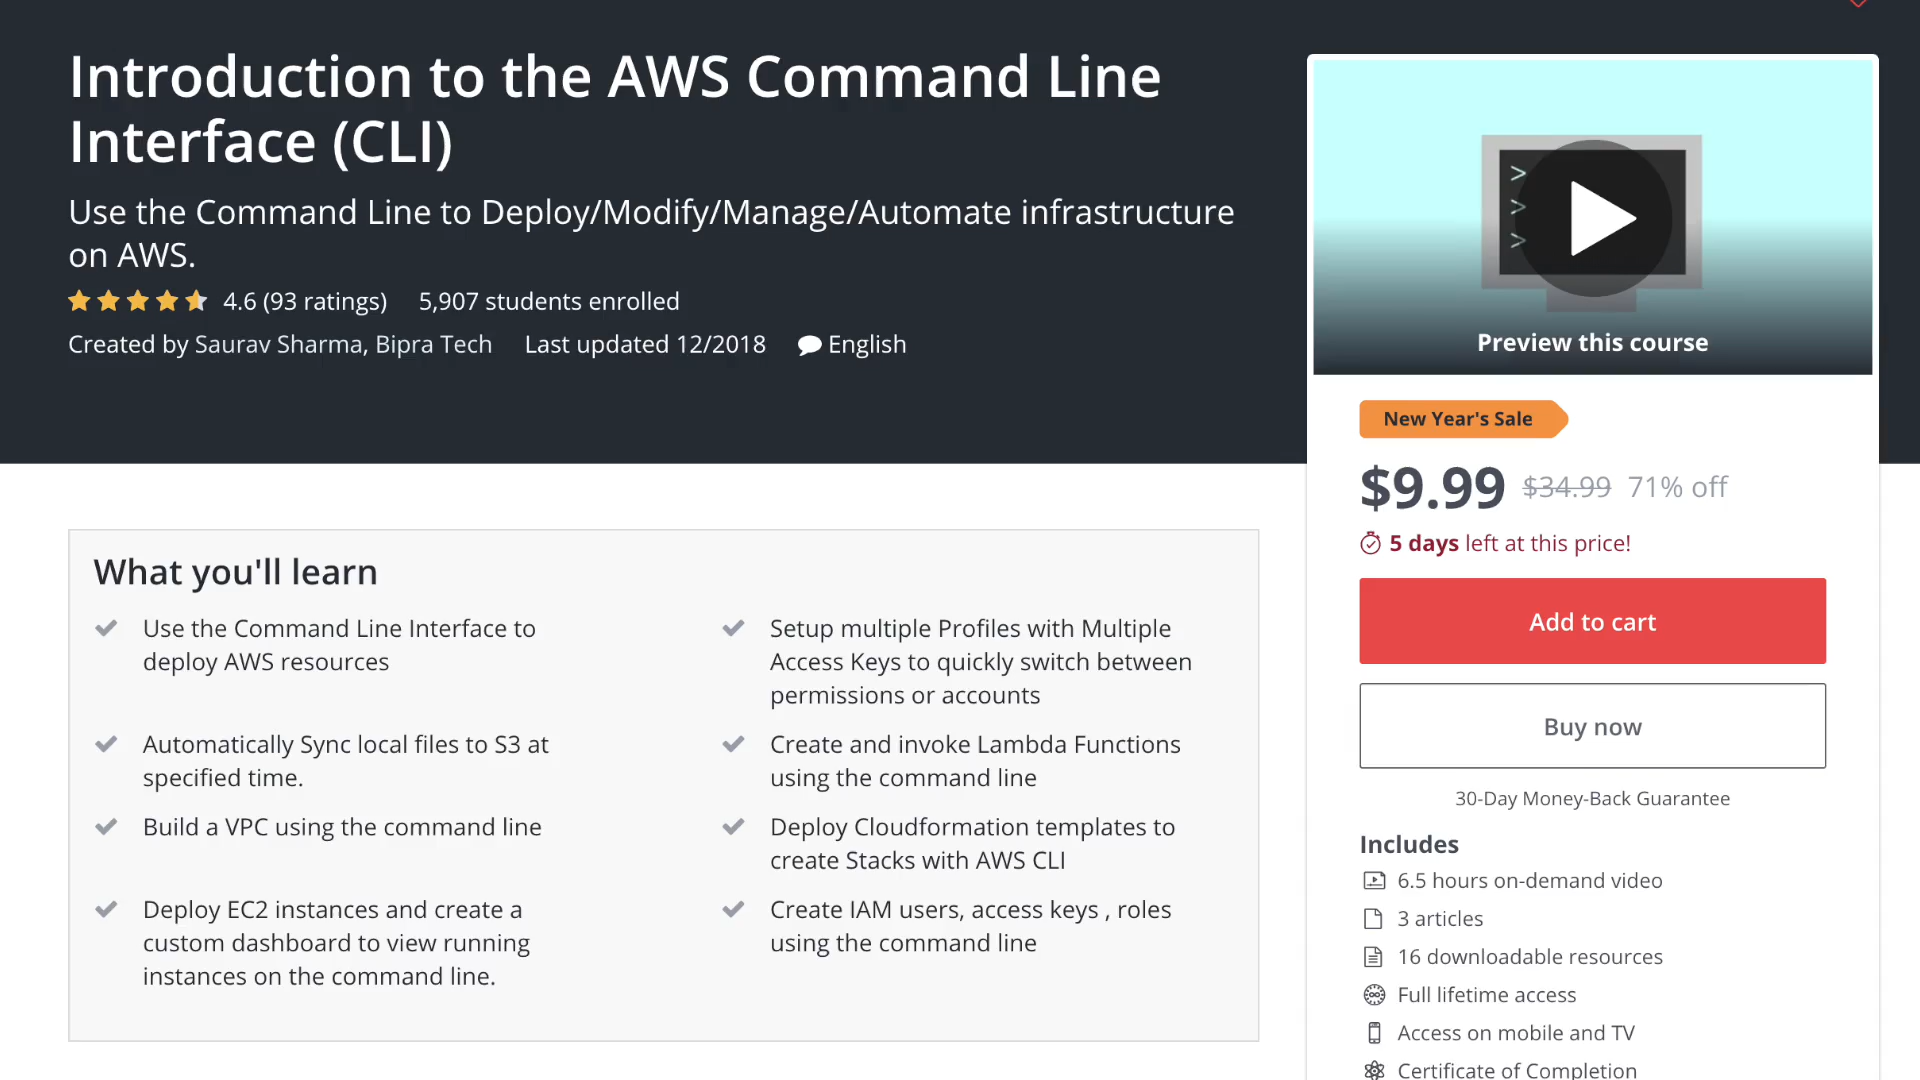 Introduction to the AWS Command Line
Interface (CLI)
Use the Command Line to Deploy/Modify/Manage/Automate infrastructure
on AWS.
4.6 (93 ratings) 5,907 students enrolled
Created by Saurav Sharma, Bipra Tech Last updated 12/2018 English
What you'll learn
Use the Command Line Interface to
deploy AWS resources
Setup multiple Profiles with Multiple
Access Keys to quickly switch between
permissions or accounts
Automatically Sync local files to S3 at
specified time.
Create and invoke Lambda Functions
using the command line
Build a VPC using the command line
Deploy Cloudformation templates to
create Stacks with AWS CLI
Deploy EC2 instances and create a
custom dashboard to view running
instances on the command line.
Create IAM users, access keys , roles
using the command line
>
>
>
Preview this course
New Year's Sale
$9.99 $34.99 71% off
5 days left at this price!
Add to cart
Buy now
30-Day Money-Back Guarantee
Includes
6.5 hours on-demand video
3 articles
16 downloadable resources
Full lifetime access
Access on mobile and TV
Certificate of Completion